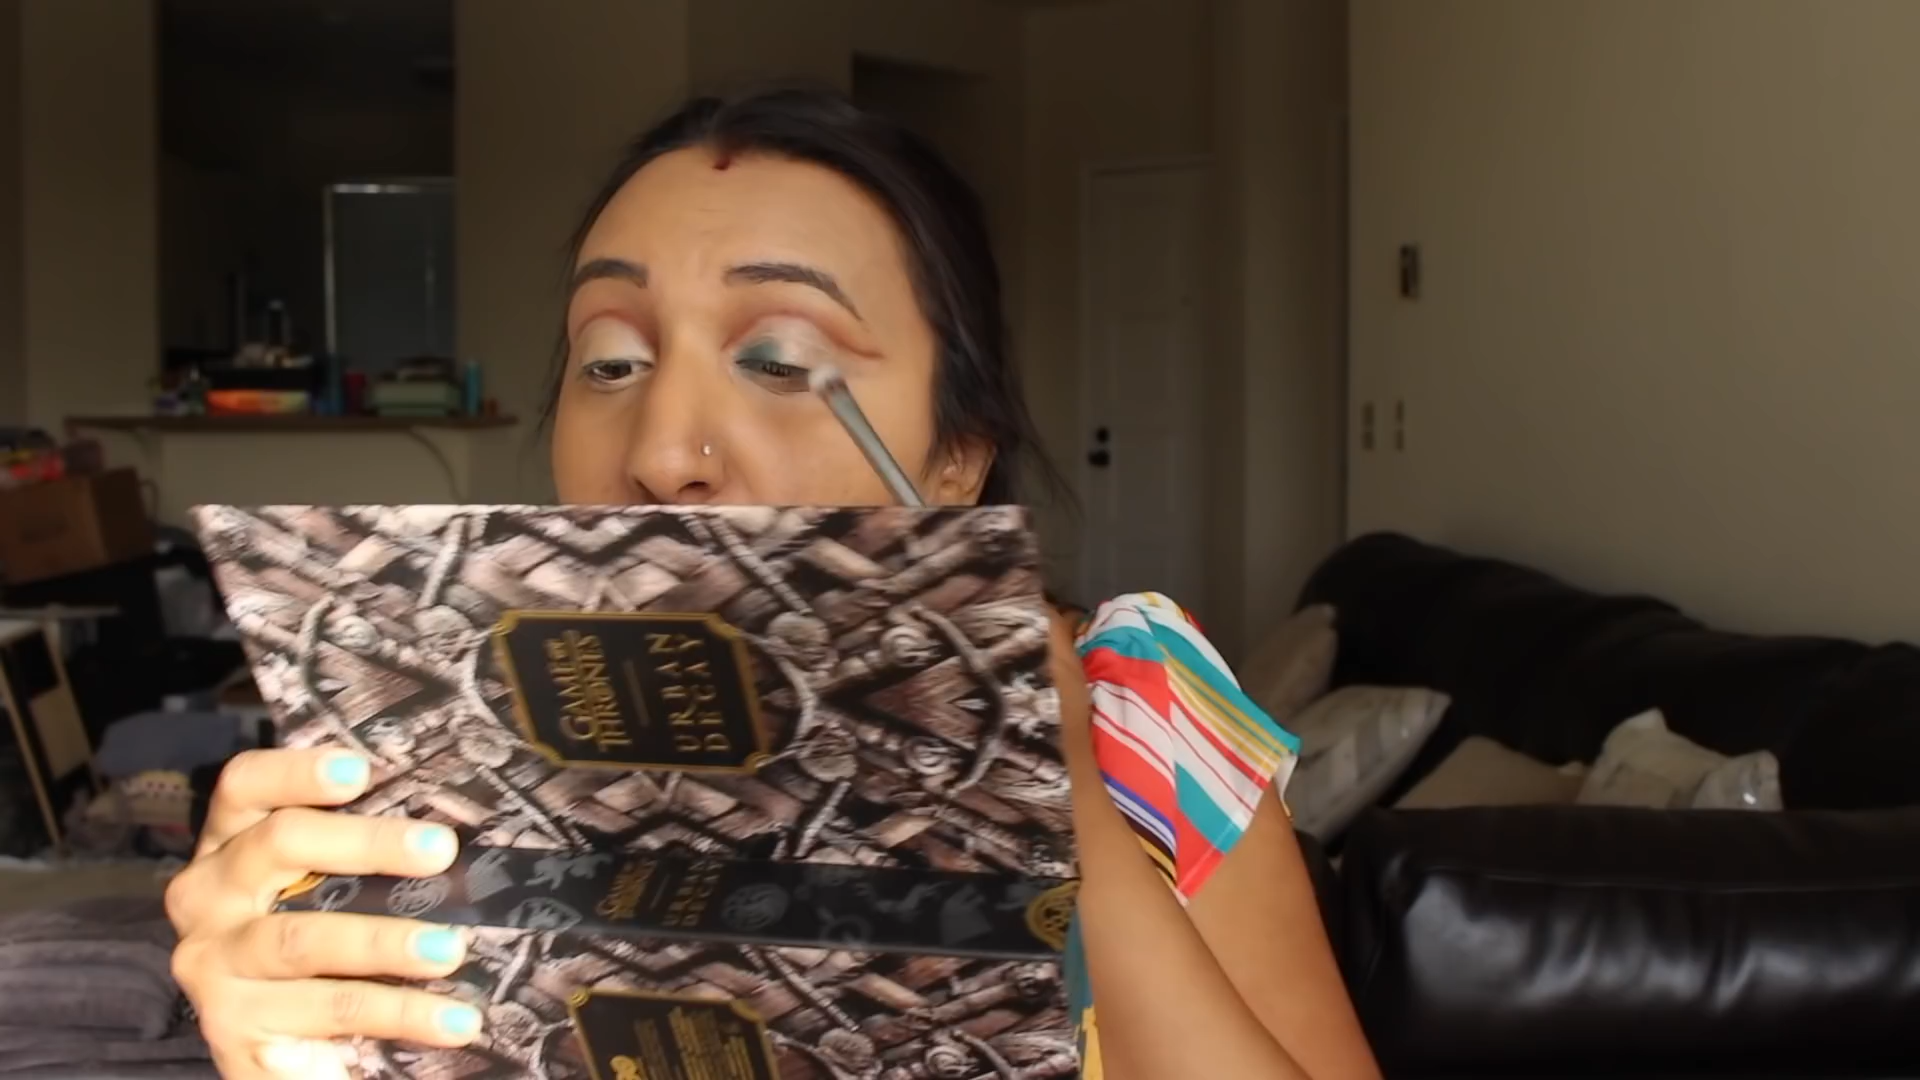 GAME OF
THRONES
URBAN
DECAY
GAME OF
THRONES
URBAN
DECAY